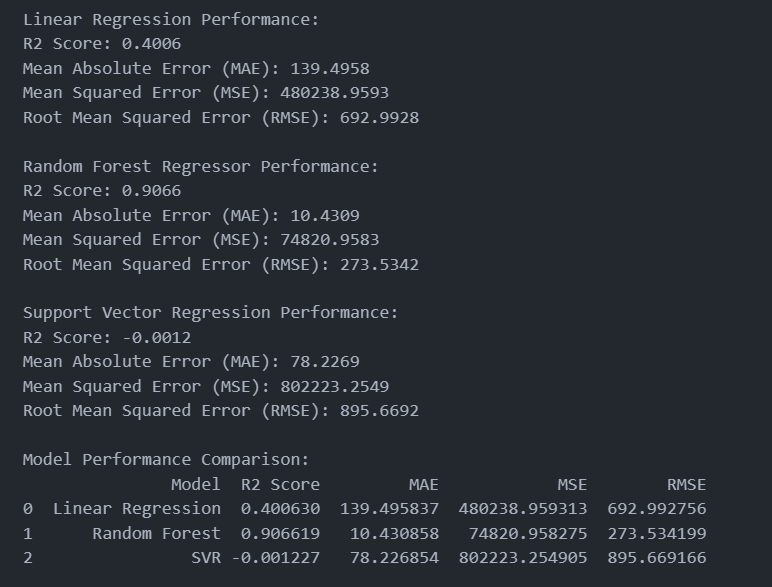 Linear Regression Performance:
R2 Score: 0.4006
Mean Absolute Error (MAE): 139.4958
Mean Squared Error (MSE): 480238.9593
Root Mean Squared Error (RMSE): 692.9928

Random Forest Regressor Performance:
R2 Score: 0.9066
Mean Absolute Error (MAE): 10.4309
Mean Squared Error (MSE): 74820.9583
Root Mean Squared Error (RMSE): 273.5342

Support Vector Regression Performance:
R2 Score: -0.0012
Mean Absolute Error (MAE): 78.2269
Mean Squared Error (MSE): 802223.2549
Root Mean Squared Error (RMSE): 895.6692

Model Performance Comparison:
               Model  R2 Score         MAE            MSE        RMSE
0  Linear Regression  0.400630  139.495837  480238.959313  692.992756
1      Random Forest  0.906619   10.430858   74820.958275  273.534199
2                SVR -0.001227   78.226854  802223.254905  895.669166